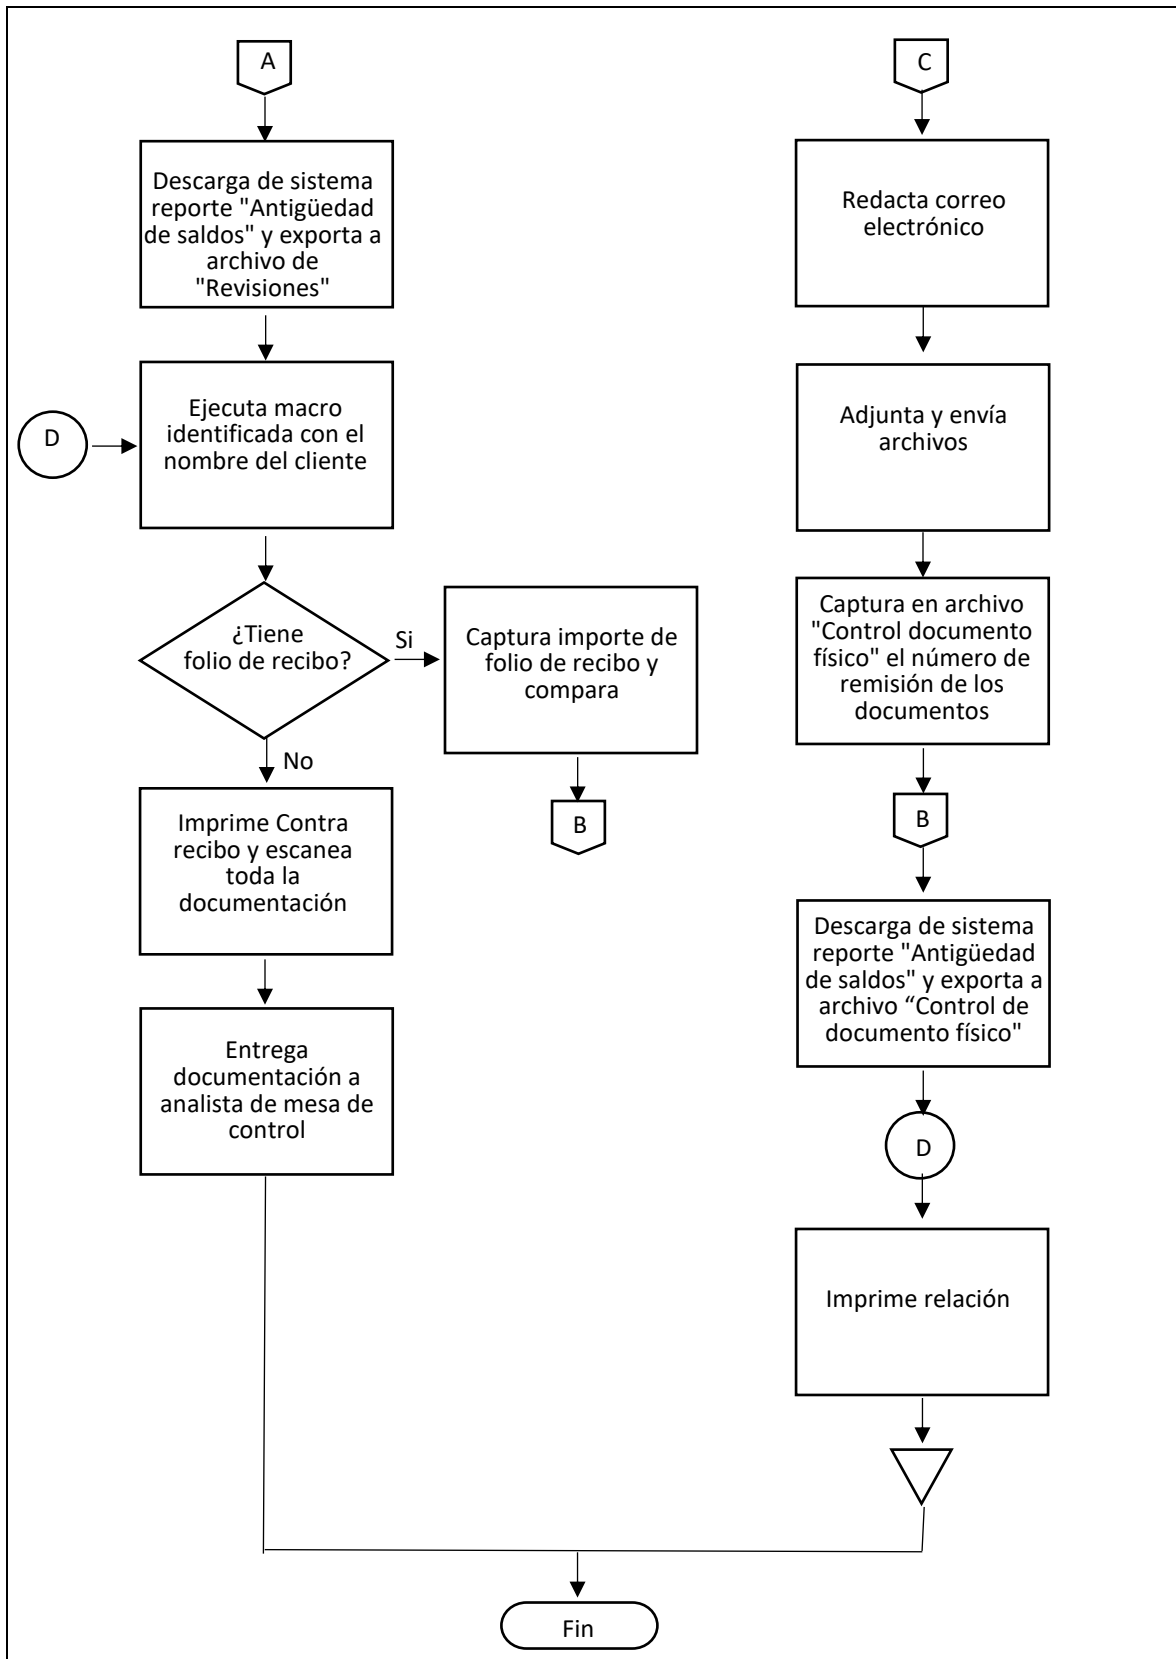 A
Descarga de sistema
reporte "Antigüedad
de saldos" y exporta a
archivo de
"Revisiones"
D
Ejecuta macro
identificada con el
nombre del cliente
¿Tiene
folio de recibo?
Si
Captura importe de
folio de recibo y
compara
B
No
Imprime Contra
recibo y escanea
toda la
documentación
Entrega
documentación a
analista de mesa de
control
C
Redacta correo
electrónico
Adjunta y envía
archivos
Captura en archivo
"Control documento
físico" el número de
remisión de los
documentos
B
Descarga de sistema
reporte "Antigüedad
de saldos" y exporta a
archivo “Control de
documento físico"
D
Imprime relación
Fin